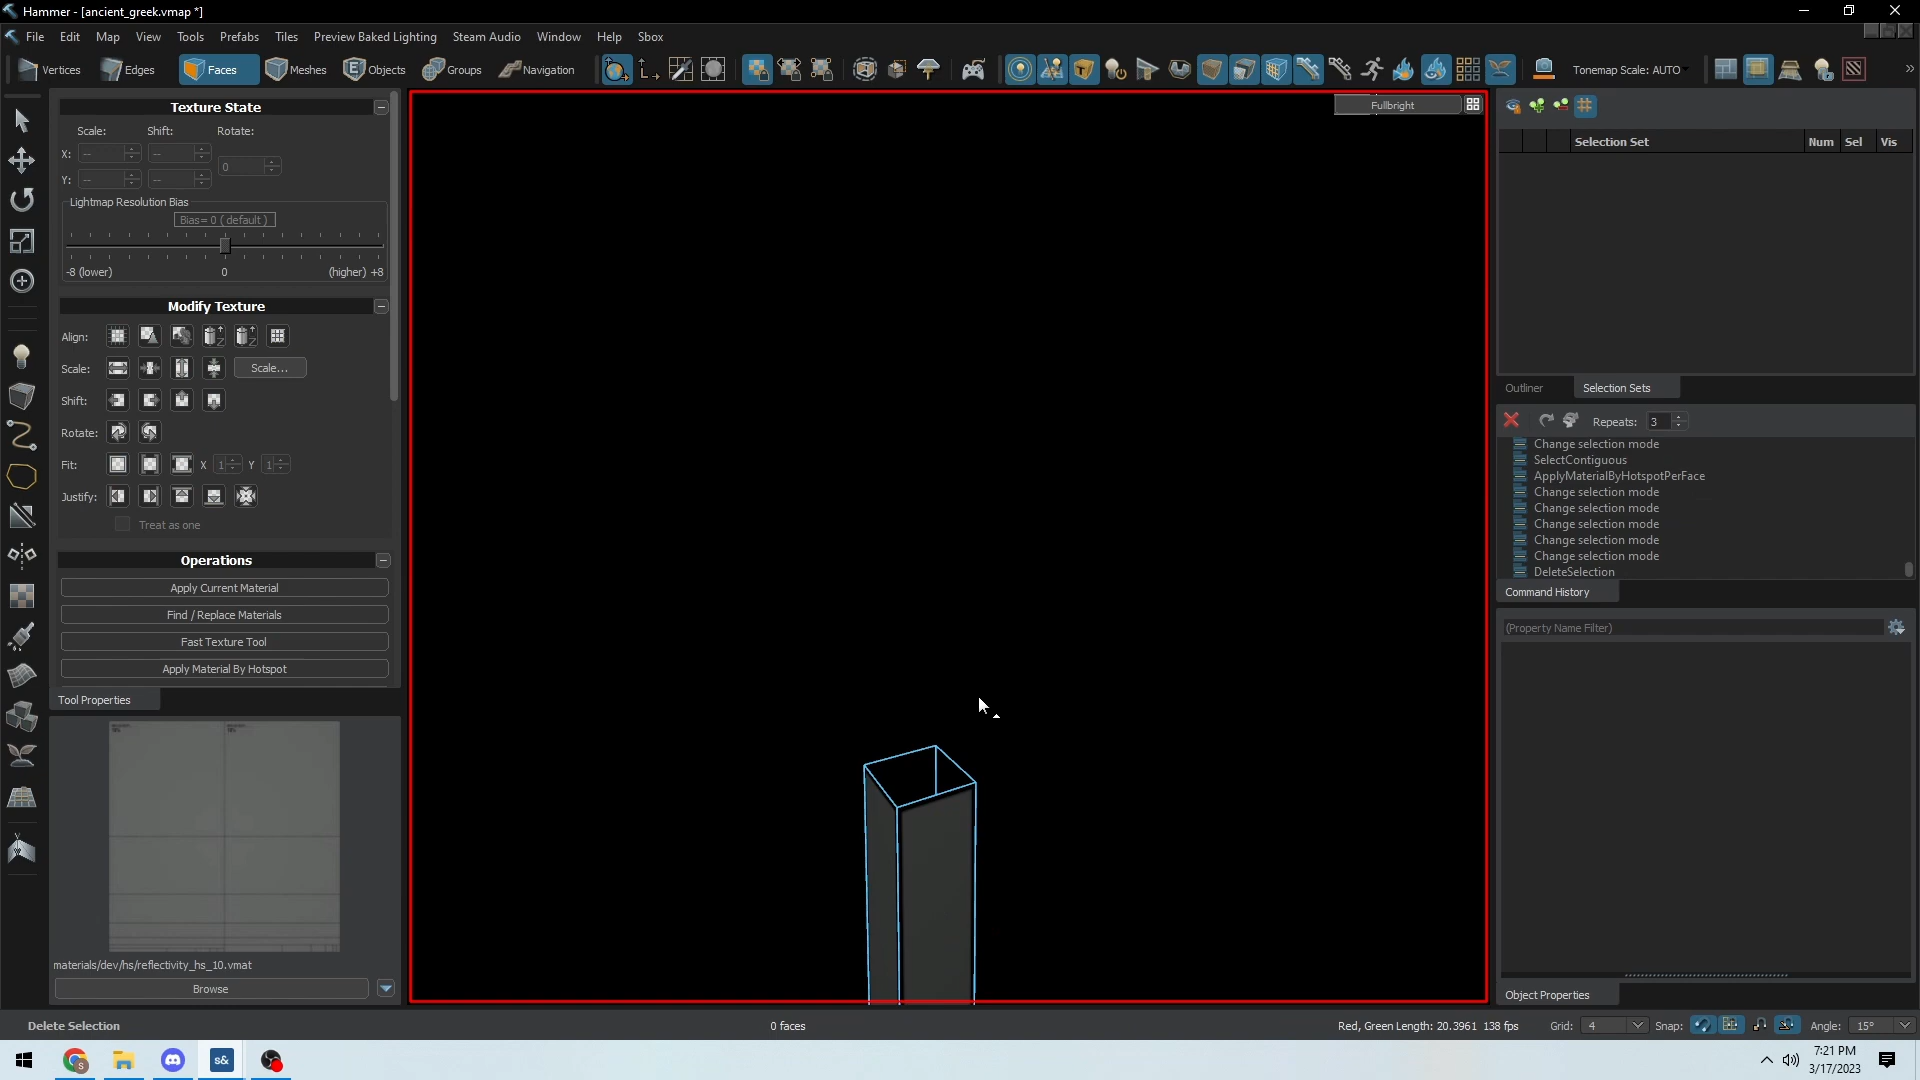 Hammer - [ancient_greek.vmap *]
File Edit Map View Tools Prefabs Tiles Preview Baked Lighting Steam Audio Window Help Sbox
Vertices Edges Faces Meshes Objects Groups Navigation Tonemap Scale: AUTO
Texture State
Scale: Shift: Rotate:
X: -- -- 0
Y: -- --
Lightmap Resolution Bias
Bias= 0 ( default )
-8 (lower) 0 (higher) +8
Modify Texture
Align:
Scale: Scale...
Shift:
Rotate:
Fit: X 1 Y 1
Justify:
Treat as one
Operations
Apply Current Material
Find / Replace Materials
Fast Texture Tool
Apply Material By Hotspot
Tool Properties
materials/dev/hs/reflectivity_hs_10.vmat
Browse
Fullbright
Selection Set Num Sel Vis
Outliner Selection Sets
Repeats: 3
Change selection mode
SelectContiguous
ApplyMaterialByHotspotPerFace
Change selection mode
Change selection mode
Change selection mode
Change selection mode
Change selection mode
DeleteSelection
Command History
(Property Name Filter)
Object Properties
Delete Selection 0 faces Red, Green Length: 20.3961 138 fps Grid: 4 Snap: Angle: 15°
s&
7:21 PM
3/17/2023